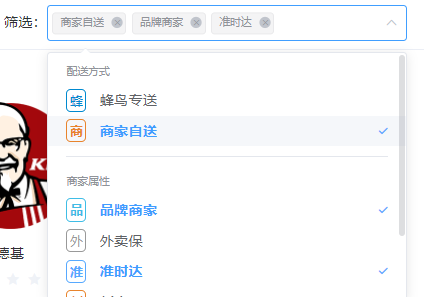 筛选：
商家自送 品牌商家 准时达
配送方式
蜂 蜂鸟专送
商 商家自送
商家属性
品 品牌商家
外 外卖保
准 准时达
德基